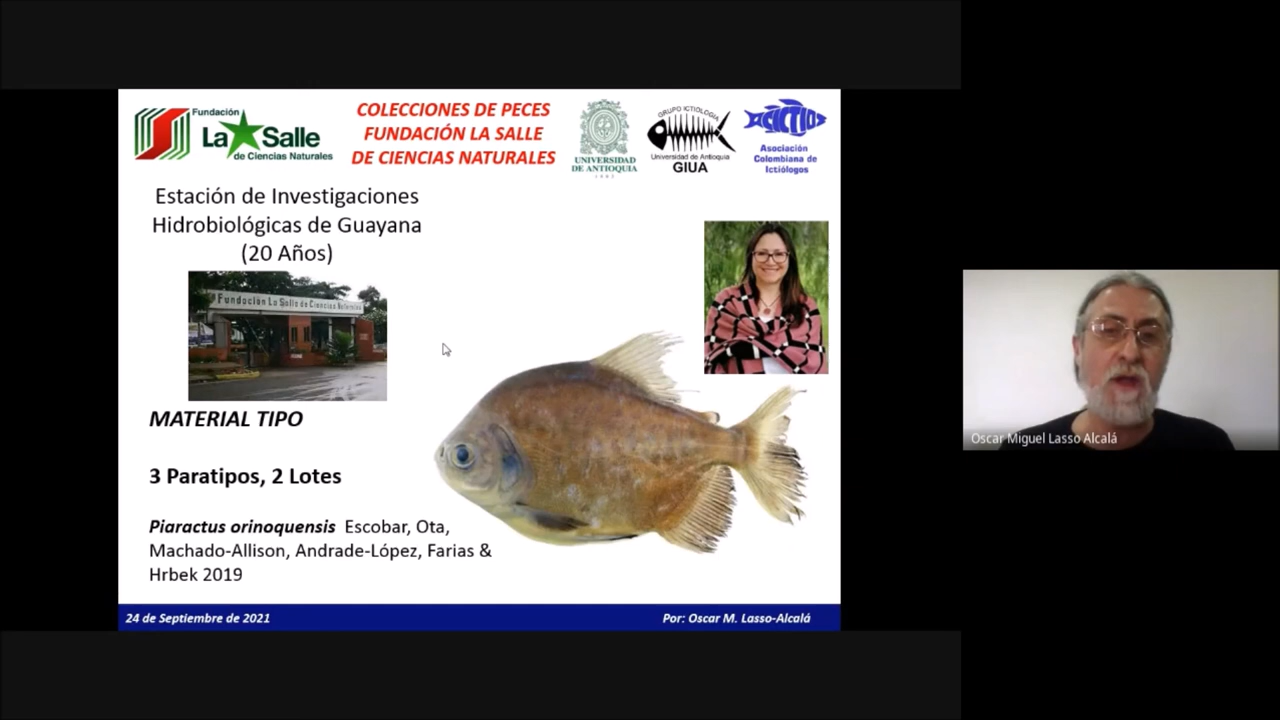 Fundación
La Salle
de Ciencias Naturales
COLECCIONES DE PECES
FUNDACIÓN LA SALLE
DE CIENCIAS NATURALES
UNIVERSIDAD
DE ANTIOQUIA
1803
GRUPO ICTIOLOGÍA
Universidad de Antioquia
GIUA
ACICTIOS
Asociación
Colombiana de
Ictiólogos
Estación de Investigaciones
Hidrobiológicas de Guayana
(20 Años)
Fundación La Salle de Ciencias Naturales
MATERIAL TIPO
3 Paratipos, 2 Lotes
Piaractus orinoquensis Escobar, Ota,
Machado-Allison, Andrade-López, Farias &
Hrbek 2019
24 de Septiembre de 2021
Por: Oscar M. Lasso-Alcalá
Oscar Miguel Lasso Alcalá